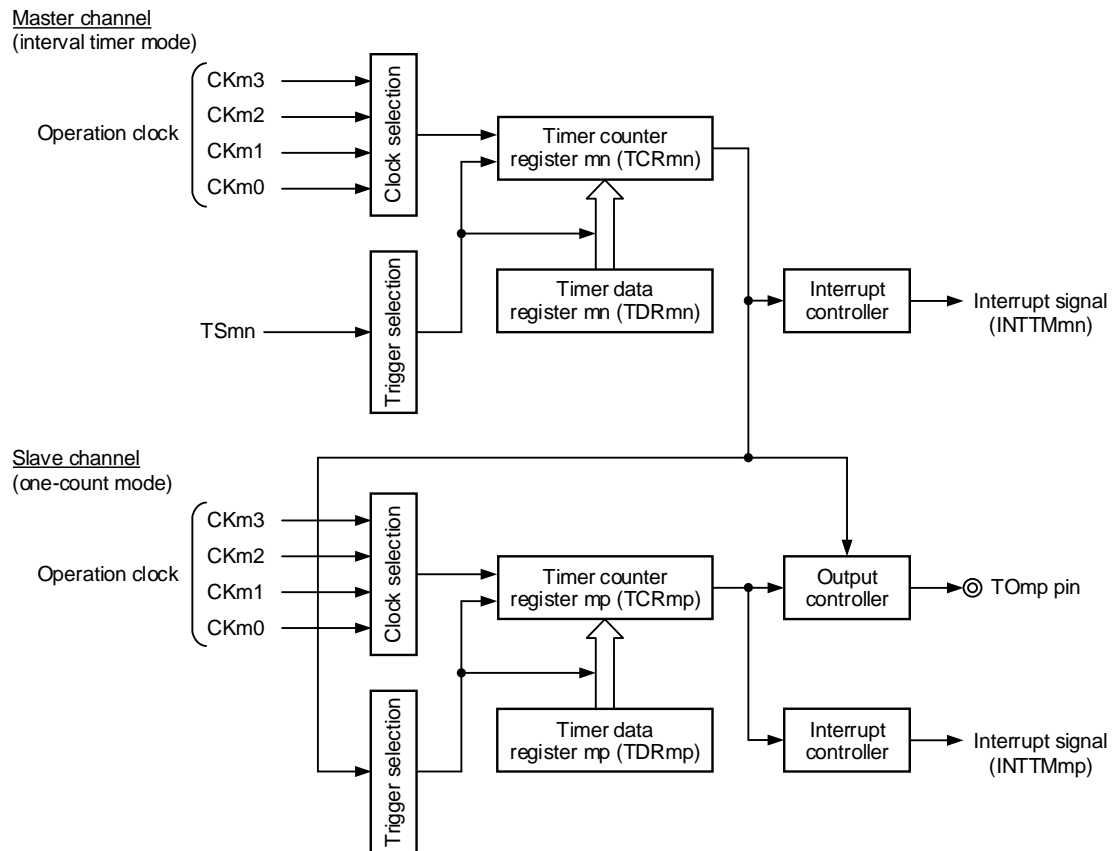 Master channel
(interval timer mode)
CKm3
CKm2
Operation clock
CKm1
CKm0
Clock selection
Timer counter
register mn (TCRmn)
TSmn
Trigger selection
Timer data
register mn (TDRmn)
Interrupt
controller
Interrupt signal
(INTTMmn)
Slave channel
(one-count mode)
CKm3
CKm2
Operation clock
CKm1
CKm0
Clock selection
Timer counter
register mp (TCRmp)
Output
controller
TOmp pin
Trigger selection
Timer data
register mp (TDRmp)
Interrupt
controller
Interrupt signal
(INTTMmp)